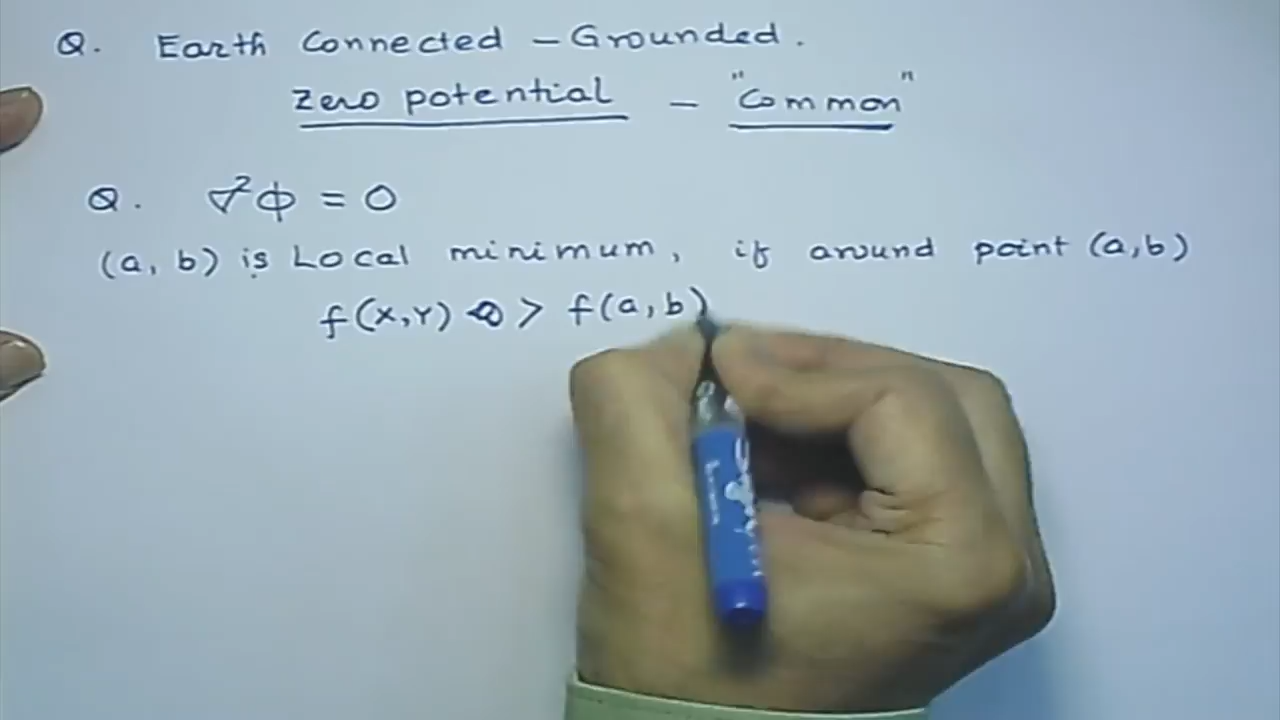 Q. Earth Connected - Grounded.
Zero potential - "Common"
Q. ∇²ϕ = 0
(a, b) is Local minimum, if around point (a,b)
f(x,y) > f(a,b)